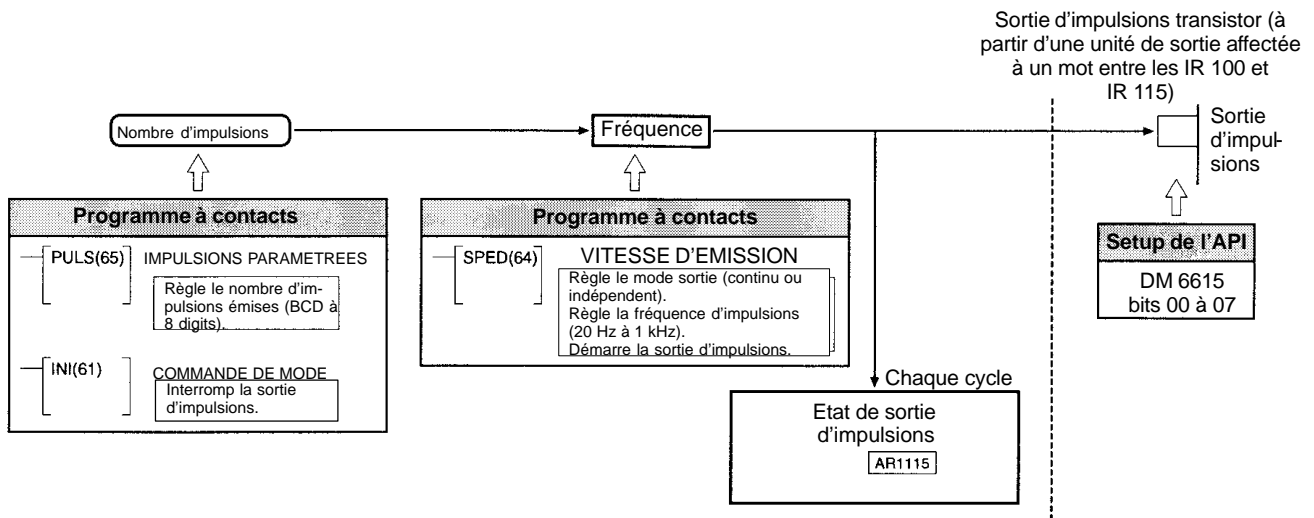 Sortie d'impulsions transistor (à
partir d'une unité de sortie affectée
à un mot entre les IR 100 et
IR 115)
Nombre d'impulsions
Fréquence
Sortie
d'impul-
sions
Programme à contacts
PULS(65) IMPULSIONS PARAMETREES
Règle le nombre d'im-
pulsions émises (BCD à
8 digits).
INI(61) COMMANDE DE MODE
Interromp la sortie
d'impulsions.
Programme à contacts
SPED(64) VITESSE D'EMISSION
Règle le mode sortie (continu ou
indépendent).
Règle la fréquence d'impulsions
(20 Hz à 1 kHz).
Démarre la sortie d'impulsions.
Setup de l'API
DM 6615
bits 00 à 07
Chaque cycle
Etat de sortie
d'impulsions
AR1115